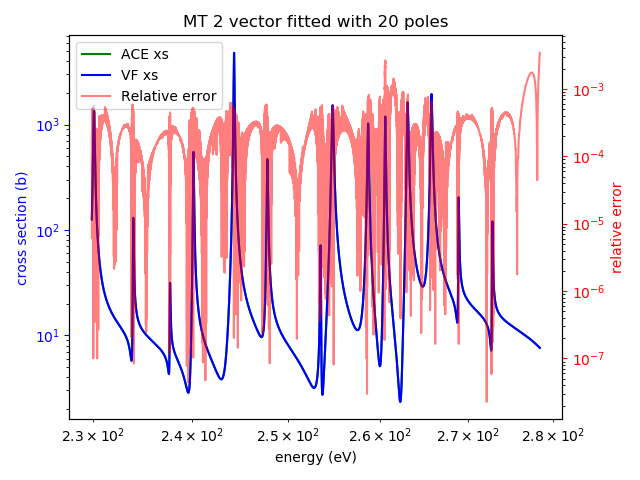 MT 2 vector fitted with 20 poles
ACE xs
VF xs
Relative error
cross section (b)
10³
10²
10¹
10⁻³
10⁻⁴
10⁻⁵
10⁻⁶
10⁻⁷
relative error
2.3 × 10² 2.4 × 10² 2.5 × 10² 2.6 × 10² 2.7 × 10² 2.8 × 10²
energy (eV)